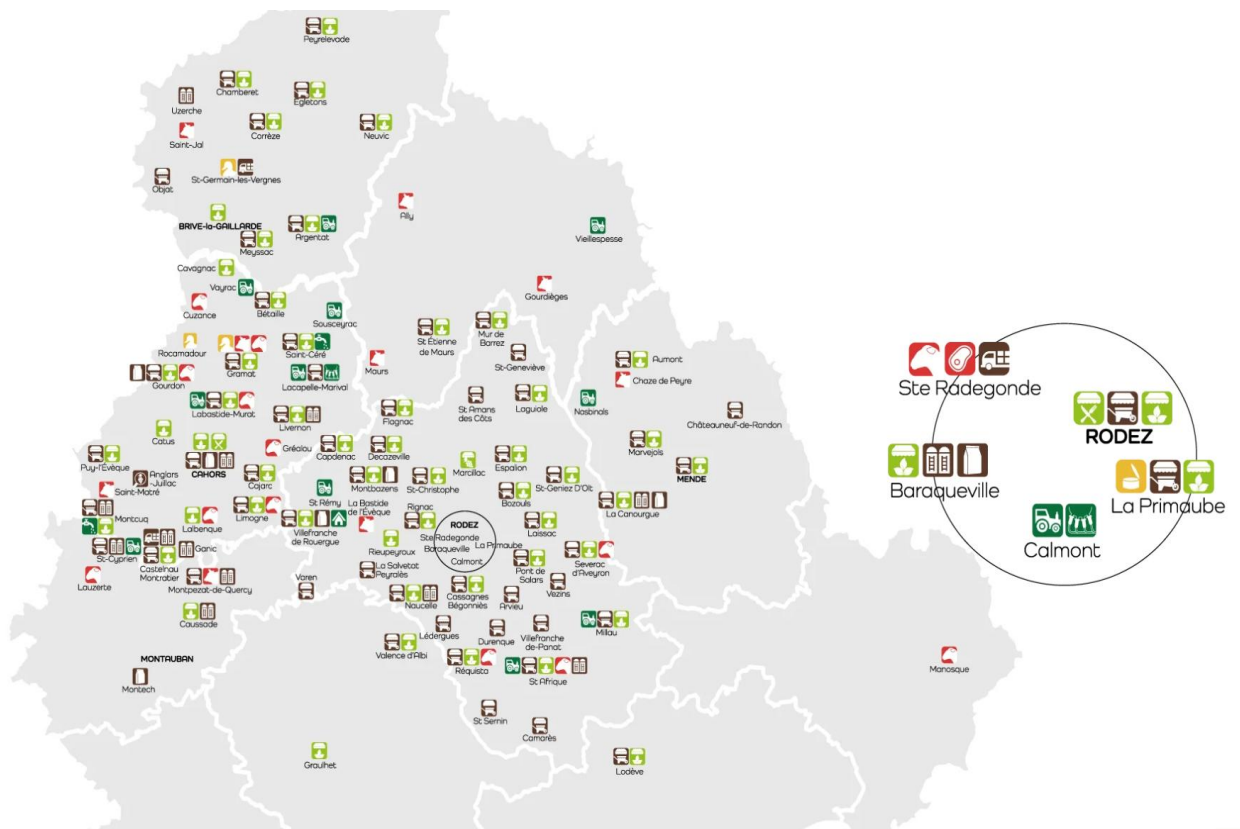 Peyrelevade
Chamberet
Egletons
Uzerche
Corrèze
Neuvic
Saint-Jal
St-Germain-les-Vergnes
Objat
Ally
BRIVE-la-GAILLARDE
Argentat
Vieillespesse
Meyssac
Cavagnac
Vayrac
Gourdièges
Cuzance
Bétaille
Sousceyrac
Rocamadour
Saint-Céré
St Étienne
de Maurs
Mur de
Barrez
Gramat
Maurs
St-Geneviève
Aumont
Gourdon
Lacapelle-Marival
Chaze de Peyre
Labastide-Murat
Livernon
Flagnac
St Amans
des Côts
Laguiole
Nasbinals
Châteauneuf-de-Randon
Catus
Gréalou
Capdenac
Decazeville
Marvejols
Puy-l'Évêque
CAHORS
Marcillac
Espalion
MENDE
Anglars
-Juillac
Cajarc
Montbazens
St-Christophe
St-Geniez D'Olt
Saint-Matré
St Rémy
La Bastide
de l'Évêque
Rignac
Bozouls
La Canourgue
Montcuq
Lalbenque
Limogne
Villefranche
de Rouergue
RODEZ
Laissac
Ste Radegonde
Baraqueville
La Primaube
Calmont
Ganic
Rieupeyroux
St-Cyprien
Castelnau
Montratier
La Salvetat
Peyralès
Pont de
Salars
Severac
d'Aveyron
Lauzerte
Montpezat-de-Quercy
Varen
Vezins
Naucelle
Cassagnes
Bégonniès
Arvieu
Caussade
Lédergues
Durenque
Villefranche
de-Panat
Millau
MONTAUBAN
Valence d'Albi
Réquista
St Afrique
Manosque
Montech
St Sernin
Camarès
Graulhet
Lodève
Ste Radegonde
RODEZ
Baraqueville
La Primaube
Calmont